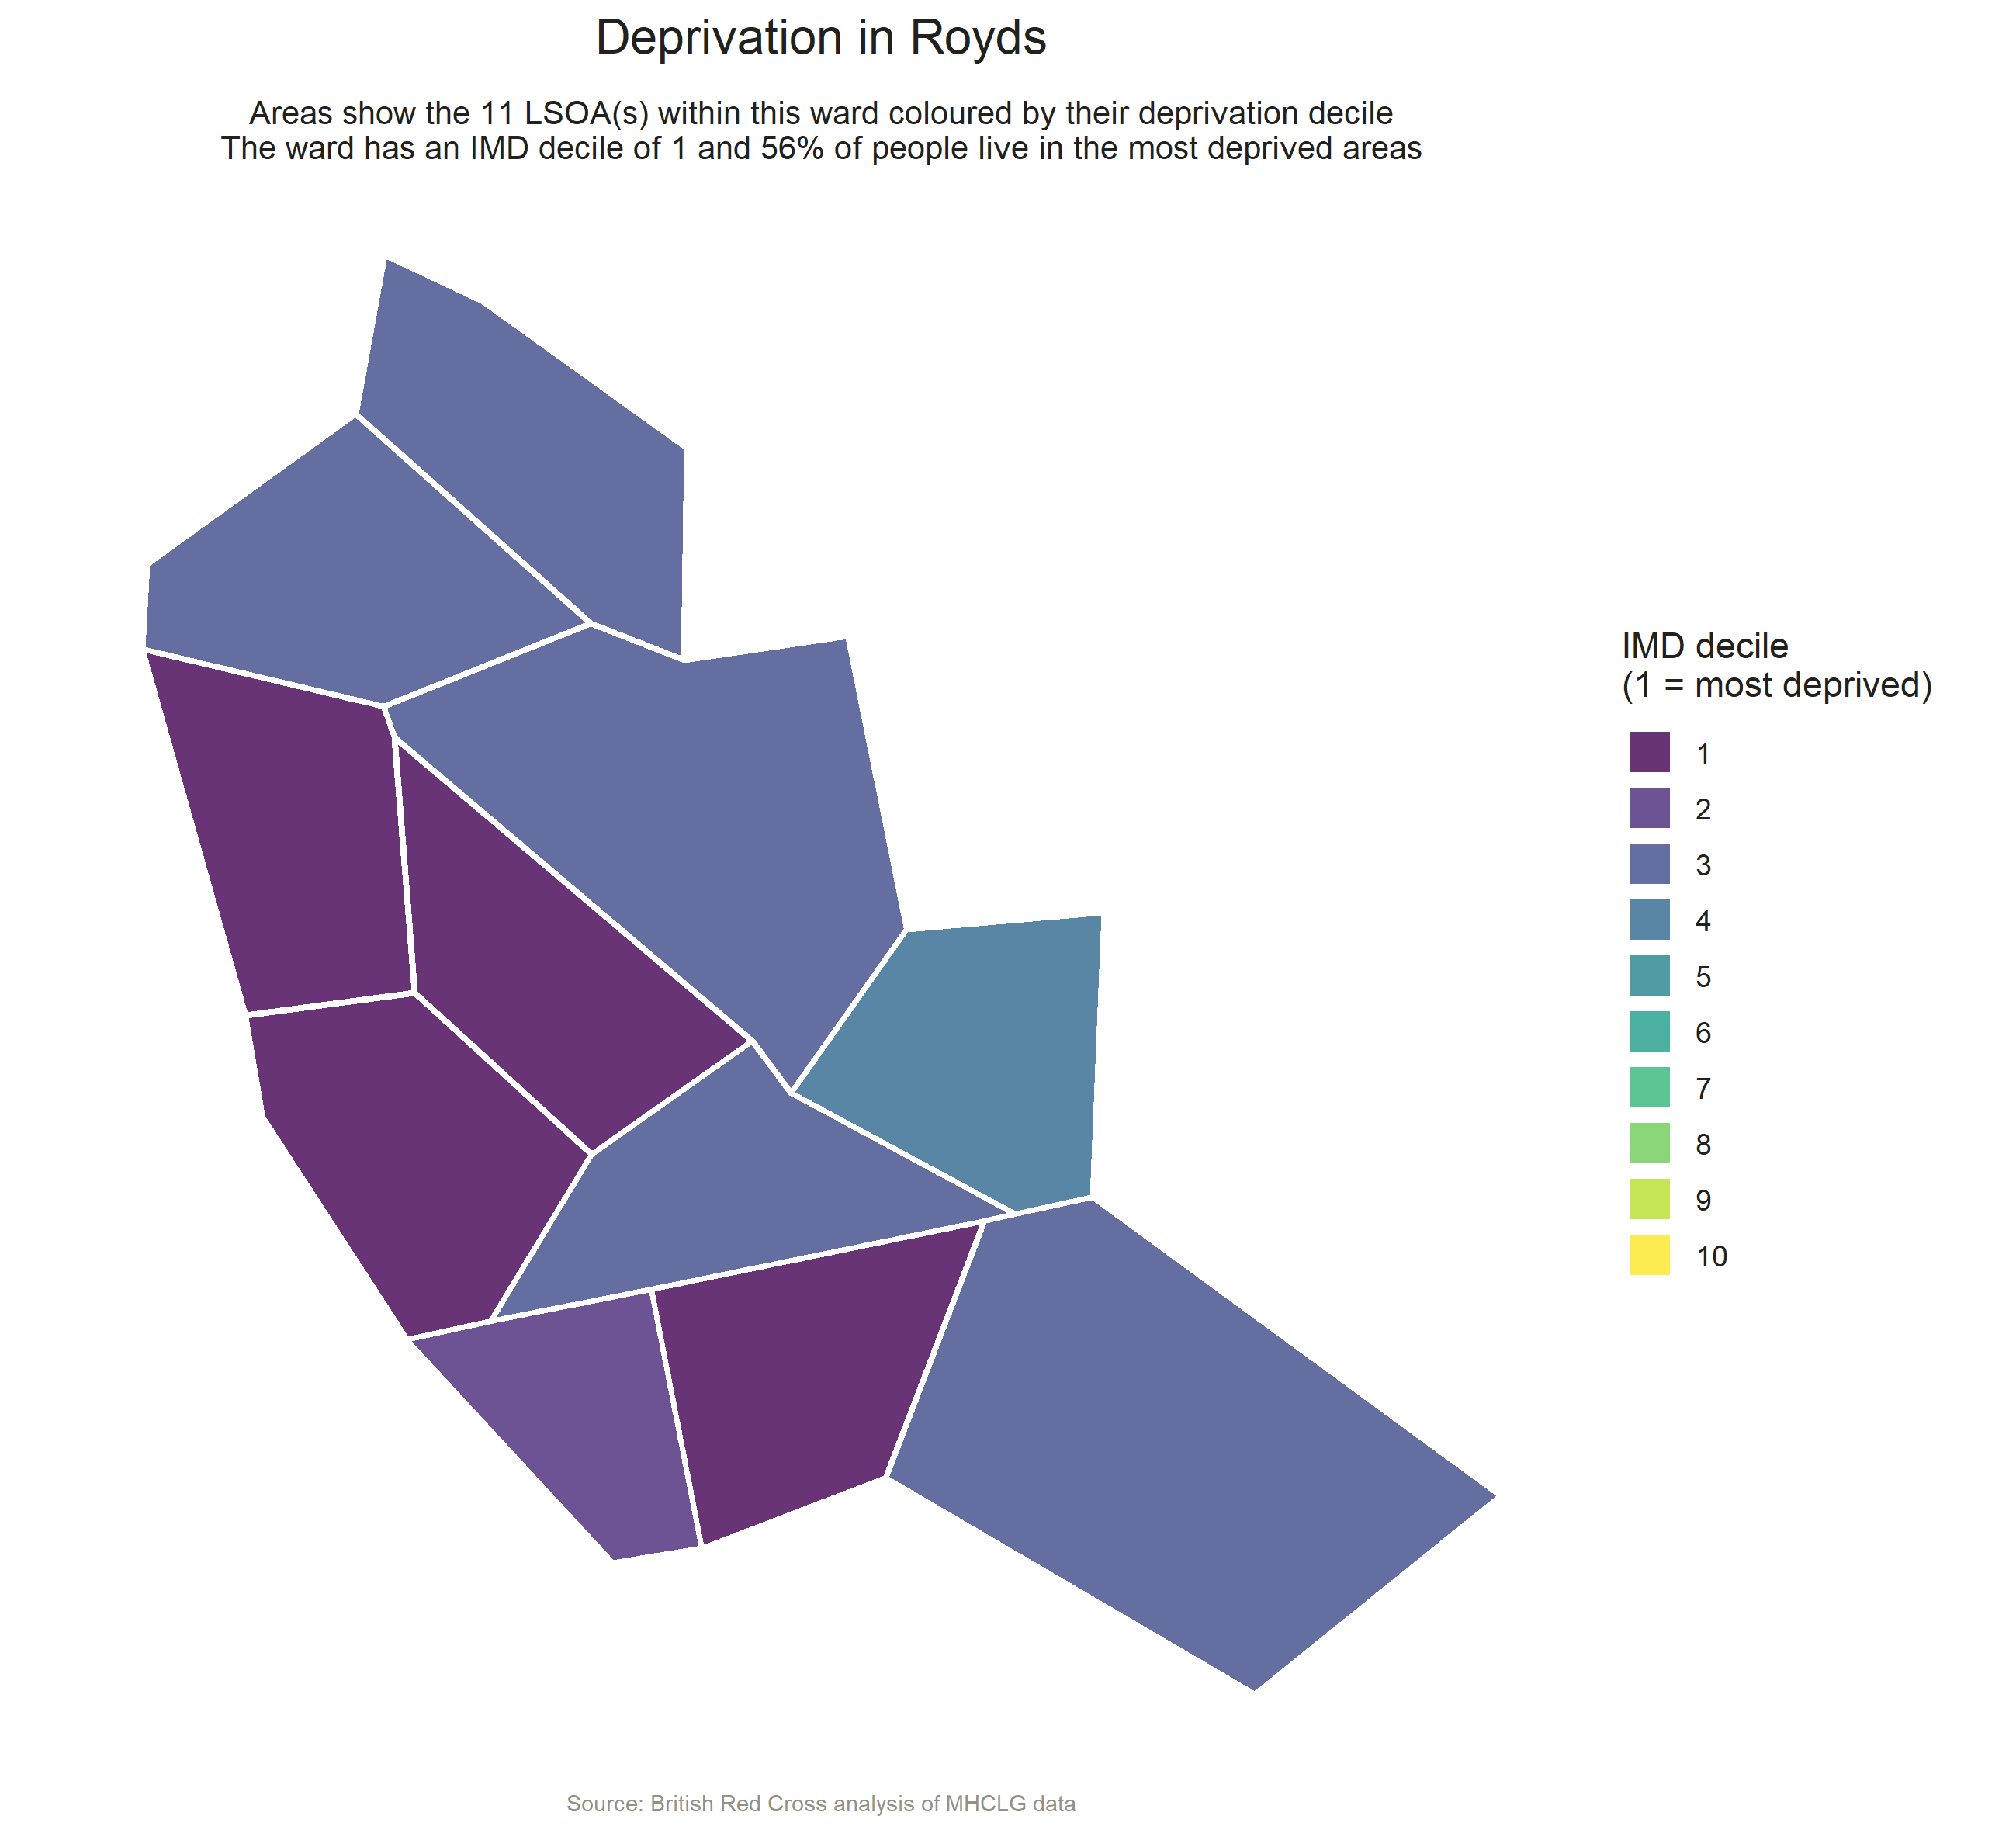 Deprivation in Royds
Areas show the 11 LSOA(s) within this ward coloured by their deprivation decile
The ward has an IMD decile of 1 and 56% of people live in the most deprived areas
IMD decile
(1 = most deprived)
1
2
3
4
5
6
7
8
9
10
Source: British Red Cross analysis of MHCLG data